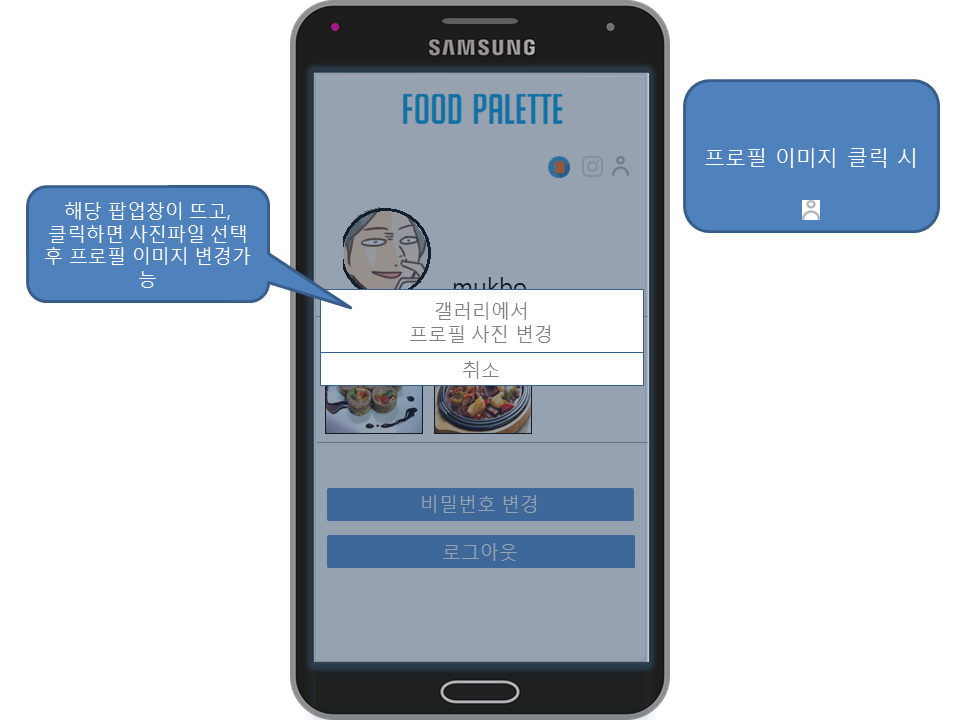 SAMSUNG
FOOD PALETTE
프로필 이미지 클릭 시
해당 팝업창이 뜨고,
클릭하면 사진파일 선택
후 프로필 이미지 변경가
능
mukbo
갤러리에서
프로필 사진 변경
취소
비밀번호 변경
로그아웃